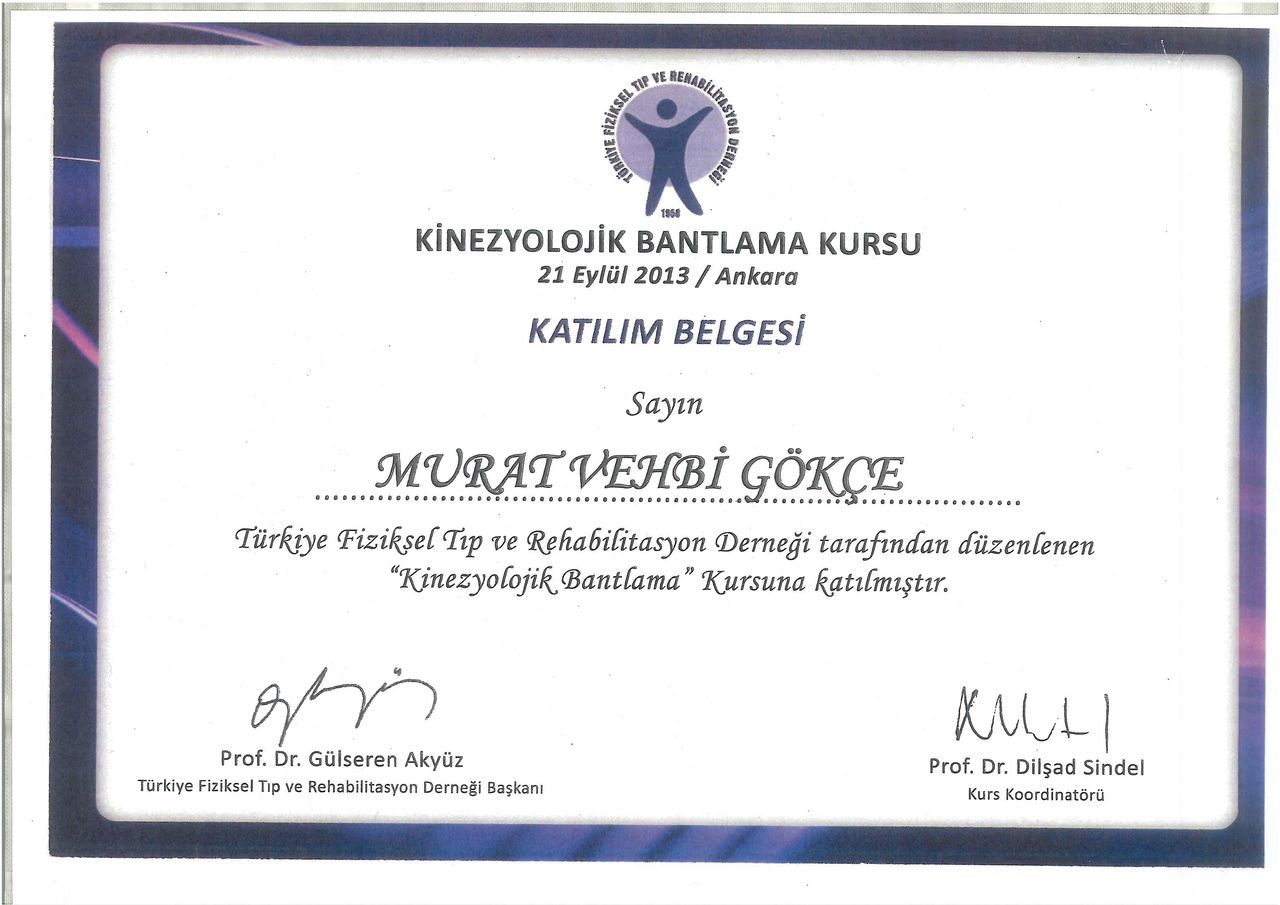 TÜRKİYE FİZİKSEL TIP VE REHABİLİTASYON DERNEĞİ
1958
KİNEZYOLOJİK BANTLAMA KURSU
21 Eylül 2013 / Ankara
KATILIM BELGESİ
Sayın
MURAT VEHBİ GÖKÇE
Türkiye Fiziksel Tıp ve Rehabilitasyon Derneği tarafından düzenlenen
“Kinezyolojik Bantlama” Kursuna katılmıştır.
Prof. Dr. Gülseren Akyüz
Türkiye Fiziksel Tıp ve Rehabilitasyon Derneği Başkanı
Prof. Dr. Dilşad Sindel
Kurs Koordinatörü